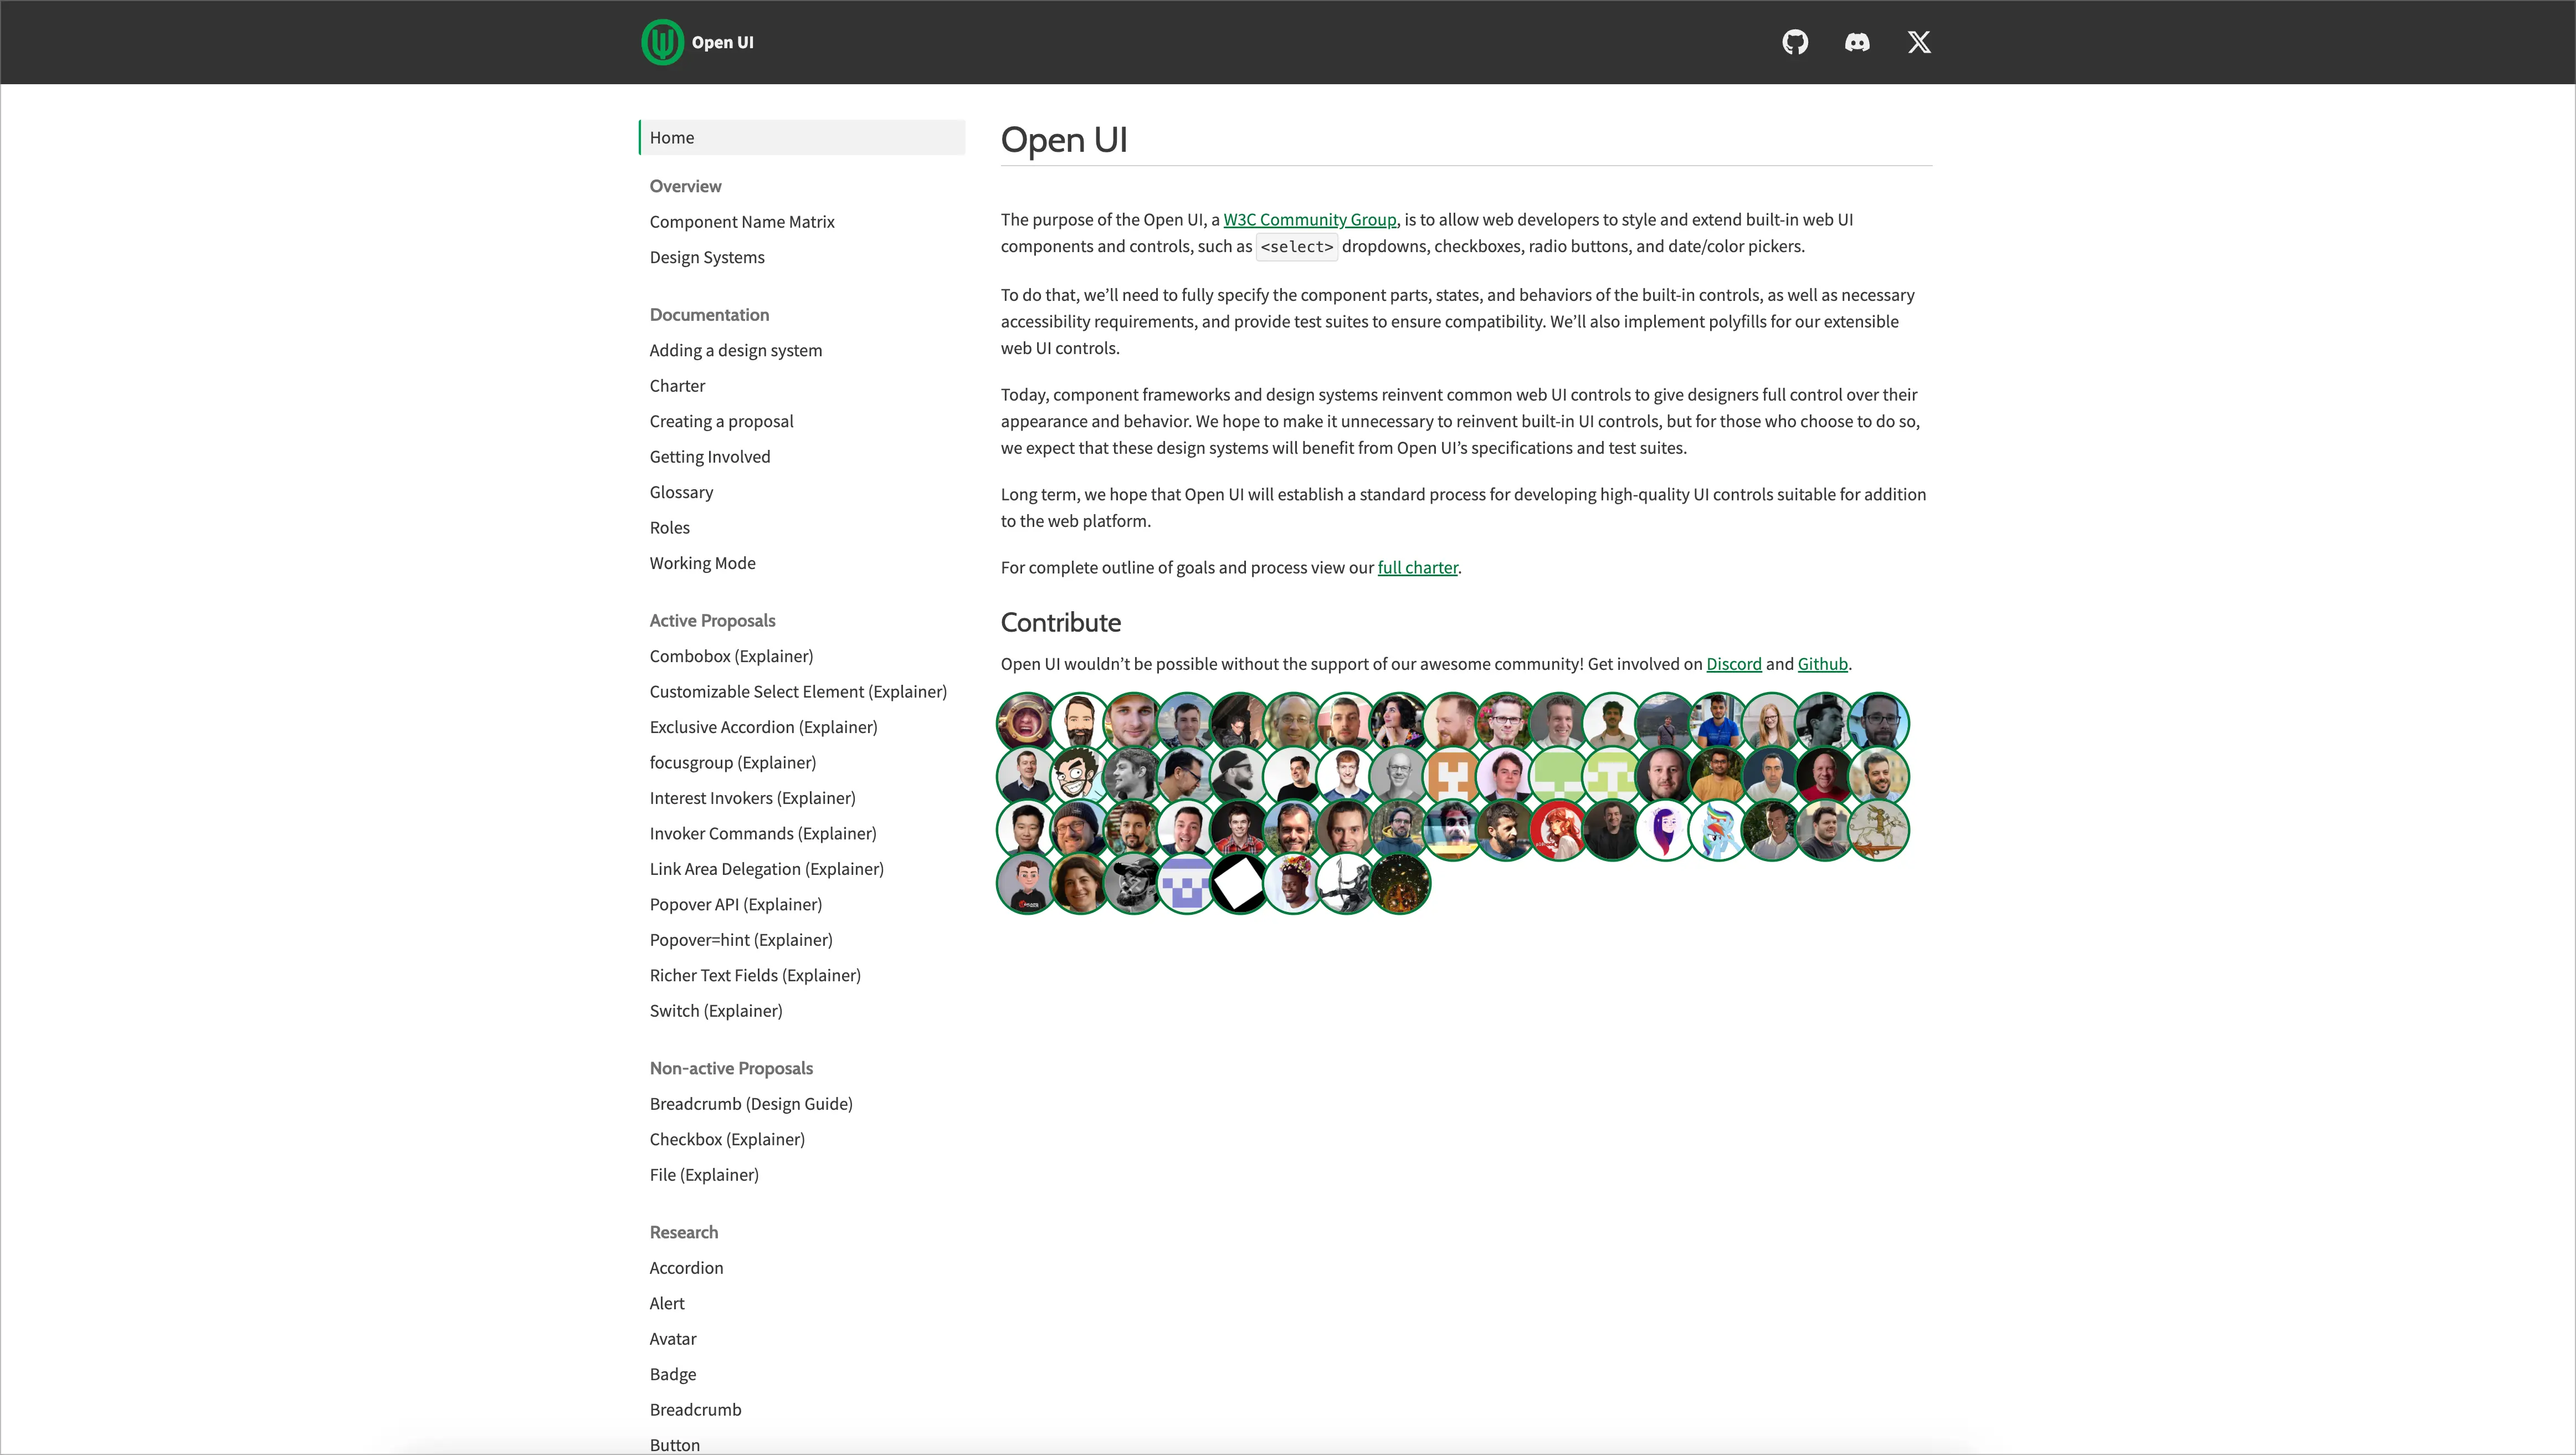 Open UI
Home
Overview
Component Name Matrix
Design Systems
Documentation
Adding a design system
Charter
Creating a proposal
Getting Involved
Glossary
Roles
Working Mode
Active Proposals
Combobox (Explainer)
Customizable Select Element (Explainer)
Exclusive Accordion (Explainer)
focusgroup (Explainer)
Interest Invokers (Explainer)
Invoker Commands (Explainer)
Link Area Delegation (Explainer)
Popover API (Explainer)
Popover=hint (Explainer)
Richer Text Fields (Explainer)
Switch (Explainer)
Non-active Proposals
Breadcrumb (Design Guide)
Checkbox (Explainer)
File (Explainer)
Research
Accordion
Alert
Avatar
Badge
Breadcrumb
Button
Open UI
The purpose of the Open UI, a W3C Community Group, is to allow web developers to style and extend built-in web UI
components and controls, such as <select> dropdowns, checkboxes, radio buttons, and date/color pickers.
To do that, we’ll need to fully specify the component parts, states, and behaviors of the built-in controls, as well as necessary
accessibility requirements, and provide test suites to ensure compatibility. We’ll also implement polyfills for our extensible
web UI controls.
Today, component frameworks and design systems reinvent common web UI controls to give designers full control over their
appearance and behavior. We hope to make it unnecessary to reinvent built-in UI controls, but for those who choose to do so,
we expect that these design systems will benefit from Open UI’s specifications and test suites.
Long term, we hope that Open UI will establish a standard process for developing high-quality UI controls suitable for addition
to the web platform.
For complete outline of goals and process view our full charter.
Contribute
Open UI wouldn’t be possible without the support of our awesome community! Get involved on Discord and Github.